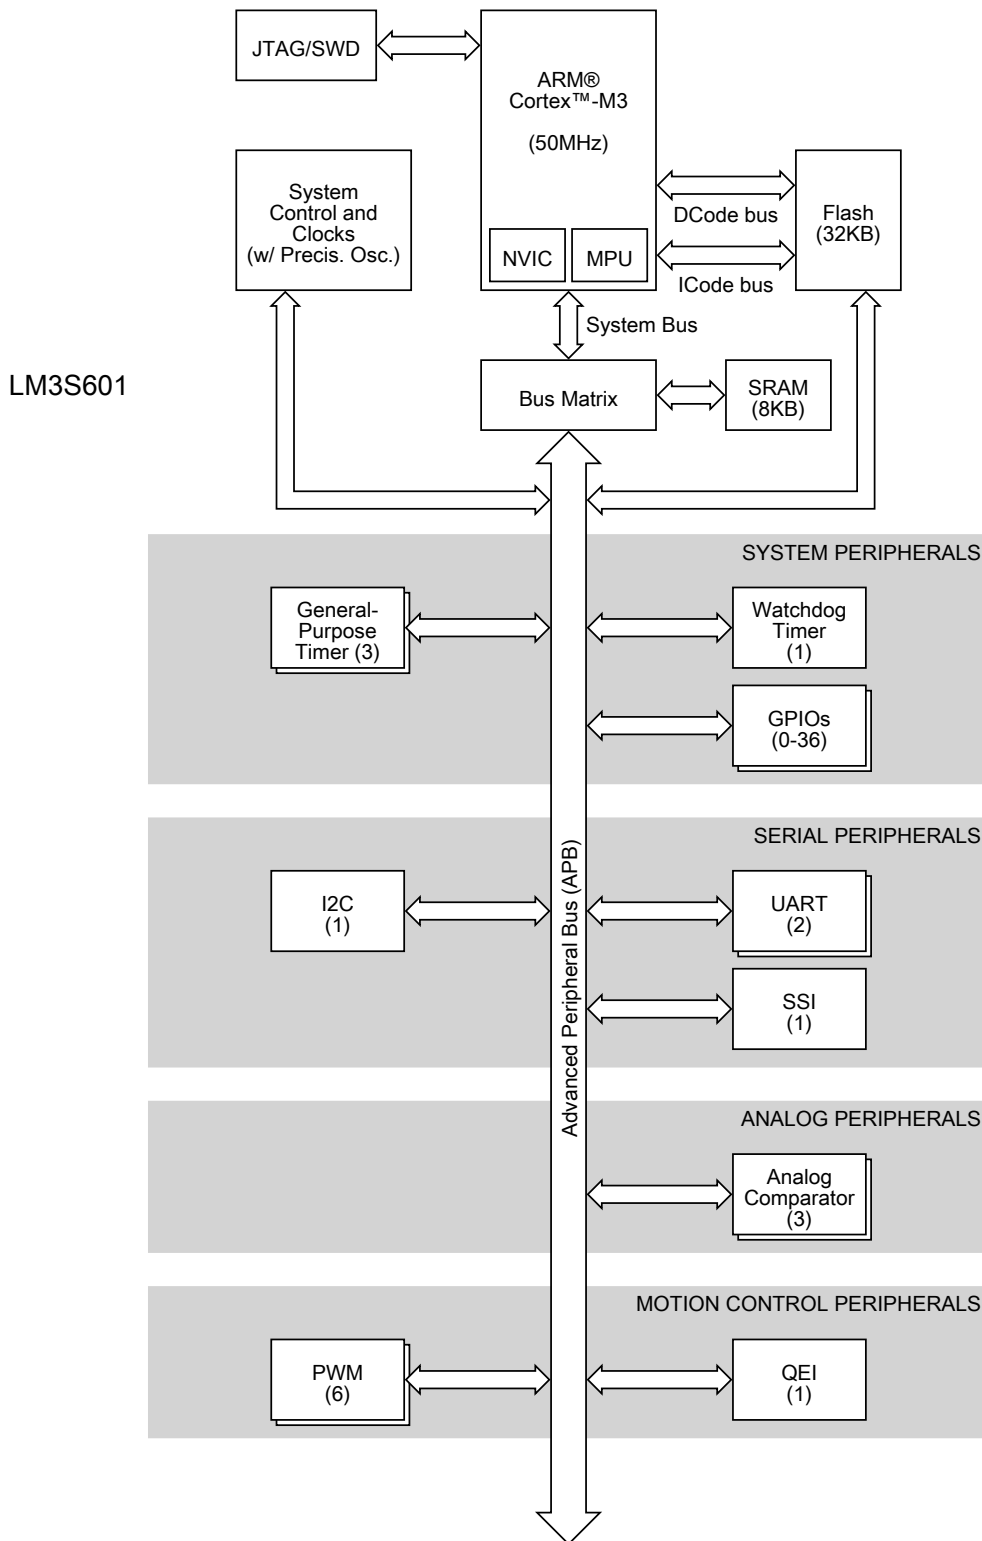 JTAG/SWD
ARM®
Cortex™-M3
(50MHz)
System
Control and
Clocks
(w/ Precis. Osc.)
DCode bus
Flash
(32KB)
NVIC
MPU
ICode bus
System Bus
LM3S601
Bus Matrix
SRAM
(8KB)
SYSTEM PERIPHERALS
General-
Purpose
Timer (3)
Watchdog
Timer
(1)
GPIOs
(0-36)
Advanced Peripheral Bus (APB)
SERIAL PERIPHERALS
I2C
(1)
UART
(2)
SSI
(1)
ANALOG PERIPHERALS
Analog
Comparator
(3)
MOTION CONTROL PERIPHERALS
PWM
(6)
QEI
(1)